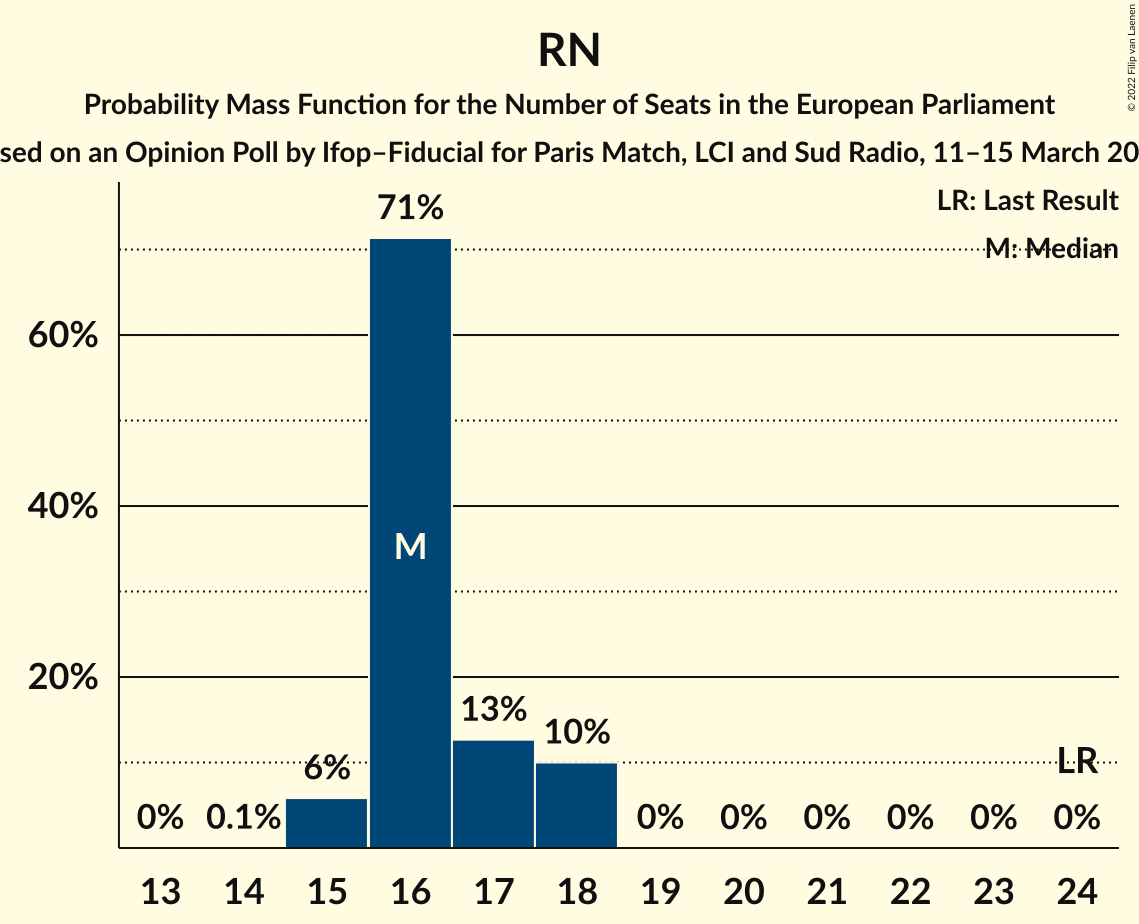 RN
Probability Mass Function for the Number of Seats in the European Parliament
sed on an Opinion Poll by Ifop–Fiducial for Paris Match, LCI and Sud Radio, 11–15 March 20
© 2022 Filip van Laenen
LR: Last Result
M: Median
71%
60%
40%
M
20%
13%
10%
6%
LR
0% 0.1% 0% 0% 0% 0% 0% 0%
13 14 15 16 17 18 19 20 21 22 23 24